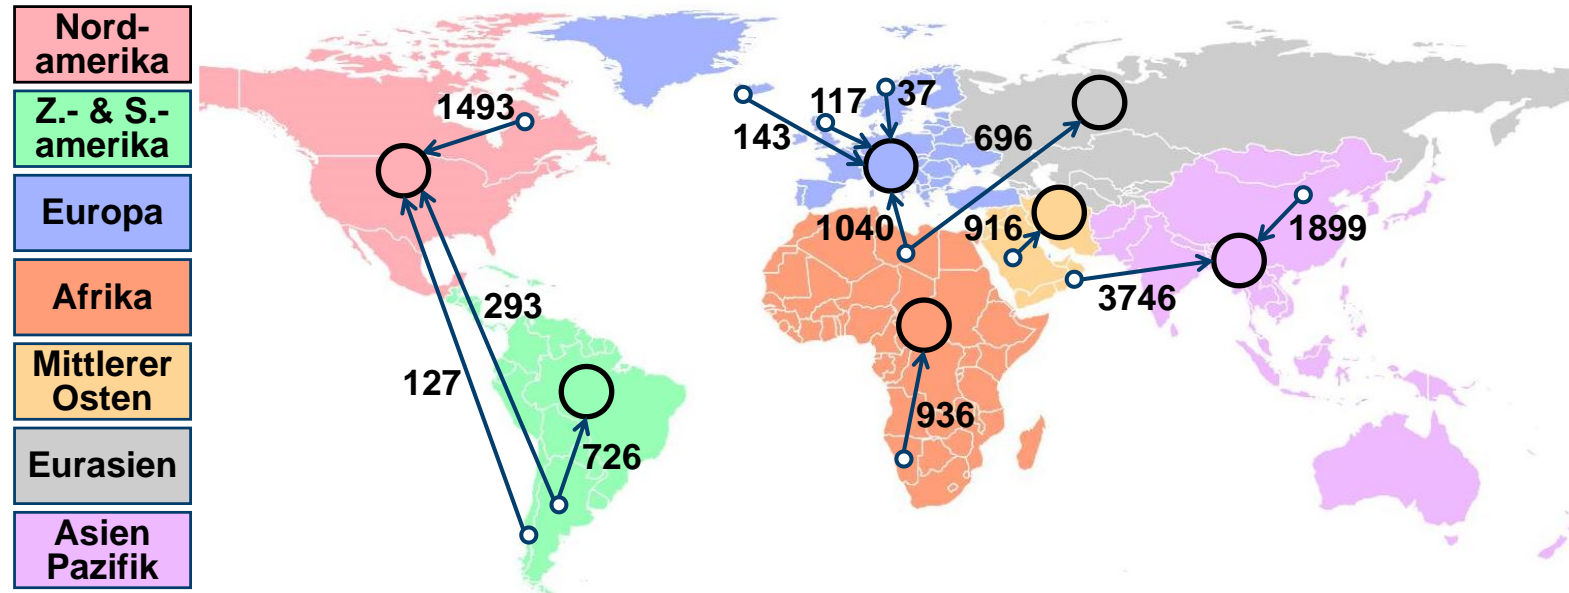 Nord-
amerika
Z.- & S.-
amerika
Europa
Afrika
Mittlerer
Osten
Eurasien
Asien
Pazifik
1493
293
127
726
143
117
37
696
1040
916
936
3746
1899